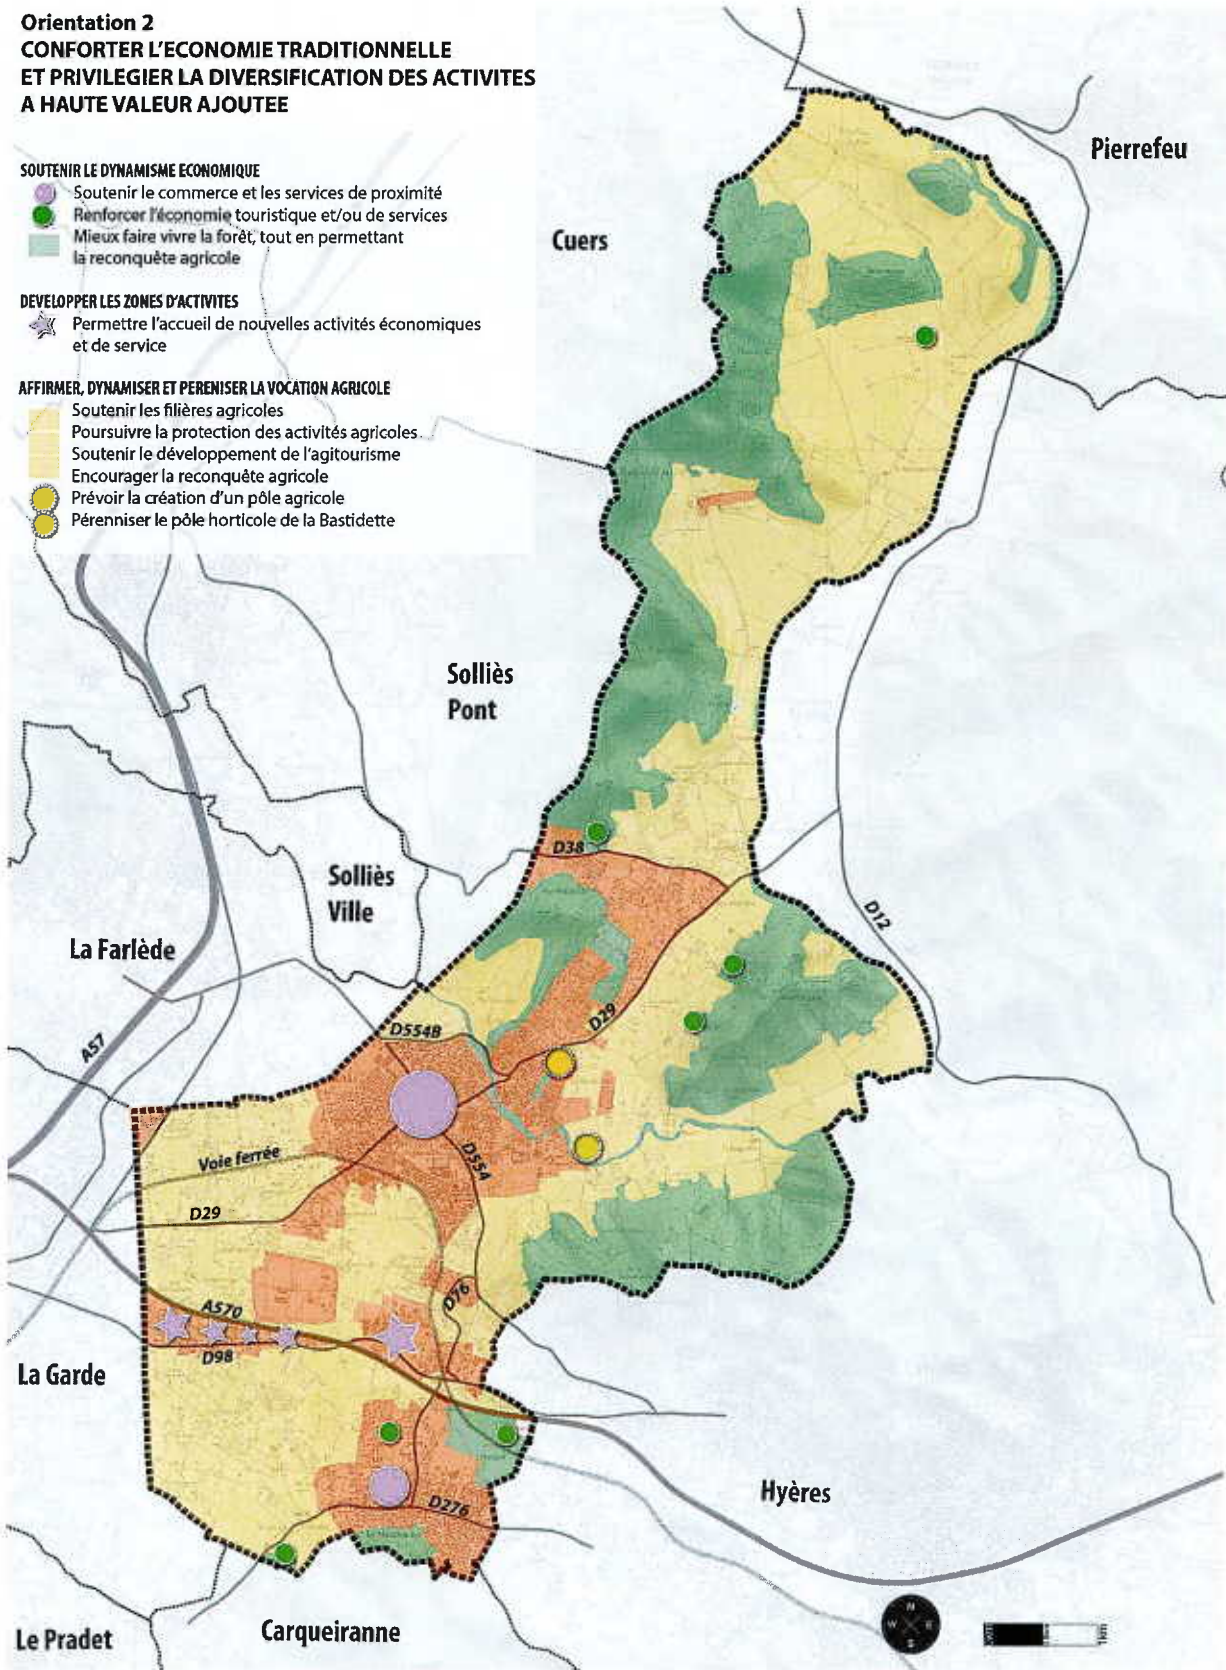 Orientation 2
CONFORTER L'ECONOMIE TRADITIONNELLE
ET PRIVILEGIER LA DIVERSIFICATION DES ACTIVITES
A HAUTE VALEUR AJOUTEE
SOUTENIR LE DYNAMISME ECONOMIQUE
Soutenir le commerce et les services de proximité
Renforcer l'économie touristique et/ou de services
Mieux faire vivre la forêt, tout en permettant
la reconquête agricole
DEVELOPPER LES ZONES D'ACTIVITES
Permettre l'accueil de nouvelles activités économiques
et de service
AFFIRMER, DYNAMISER ET PERENISER LA VOCATION AGRICOLE
Soutenir les filières agricoles
Poursuivre la protection des activités agricoles
Soutenir le développement de l'agitourisme
Encourager la reconquête agricole
Prévoir la création d'un pôle agricole
Pérenniser le pôle horticole de la Bastidette
Pierrefeu
Cuers
Solliès
Pont
D38
Solliès
Ville
D12
La Farlède
D29
D554B
A57
D554
Voie ferrée
D29
D76
A570
D98
La Garde
Hyères
D276
Carqueiranne
Le Pradet
N
W E
S
1km